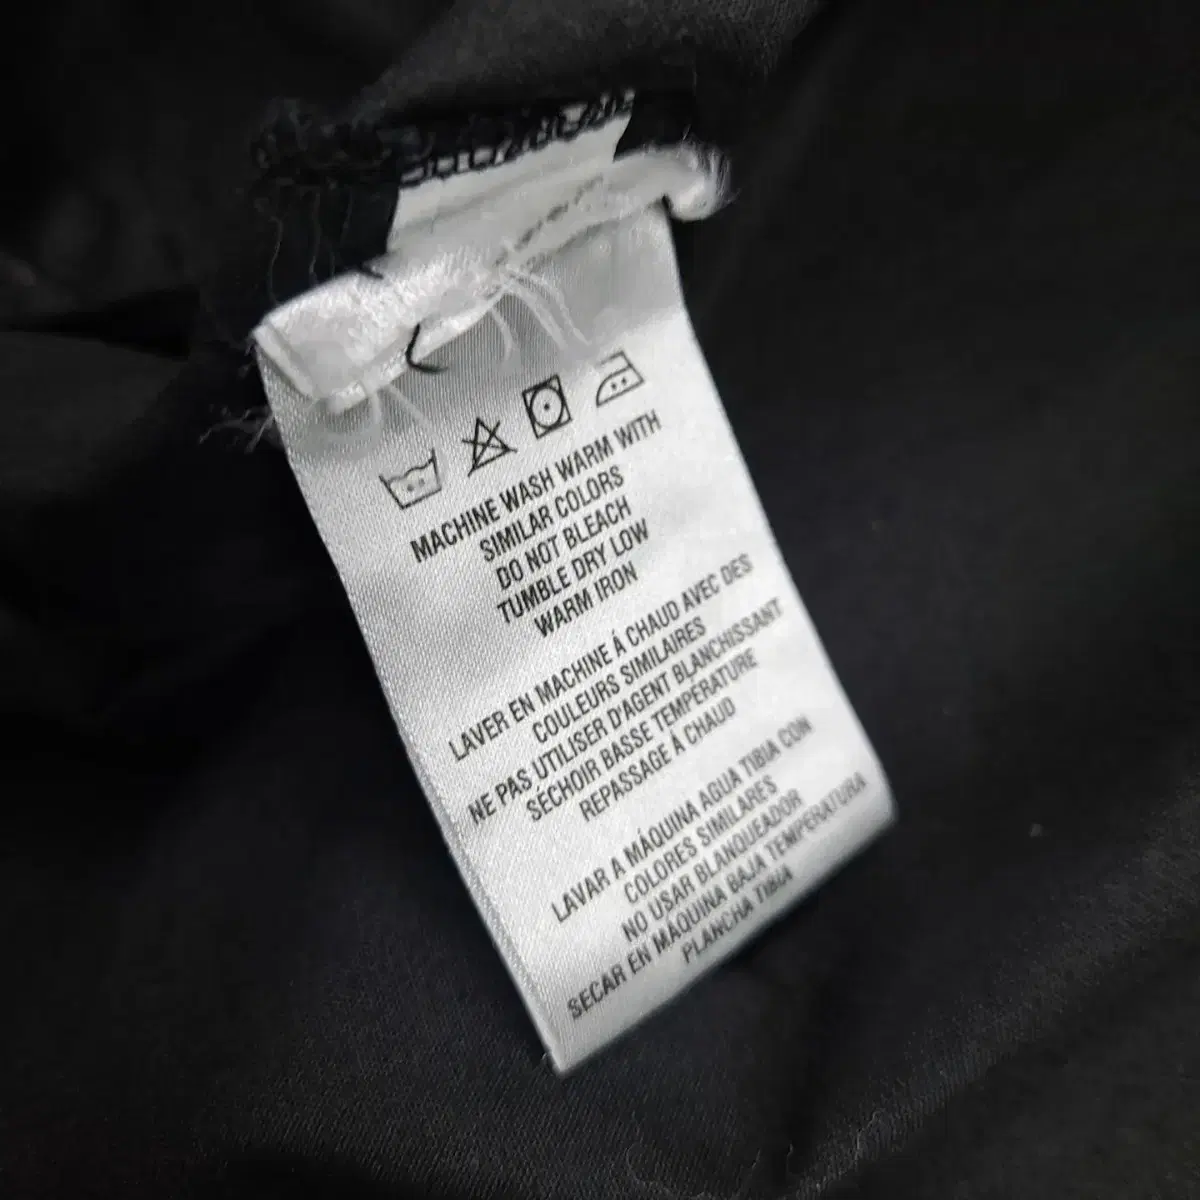 MACHINE WASH WARM WITH
SIMILAR COLORS
DO NOT BLEACH
TUMBLE DRY LOW
WARM IRON
LAVER EN MACHINE À CHAUD AVEC DES
COULEURS SIMILAIRES
NE PAS UTILISER D'AGENT BLANCHISSANT
SÉCHOIR BASSE TEMPÉRATURE
REPASSAGE À CHAUD
LAVAR A MÁQUINA AGUA TIBIA CON
COLORES SIMILARES
NO USAR BLANQUEADOR
SECAR EN MÁQUINA BAJA TEMPERATURA
PLANCHA TIBIA